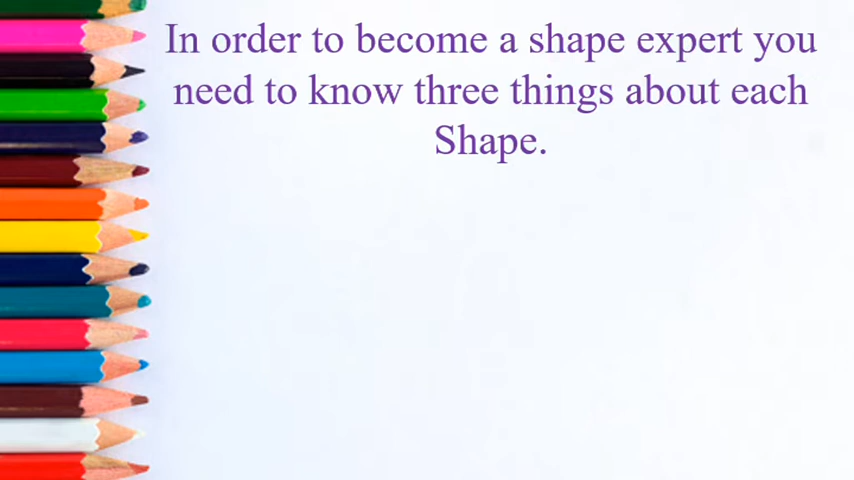 In order to become a shape expert you
need to know three things about each
Shape.